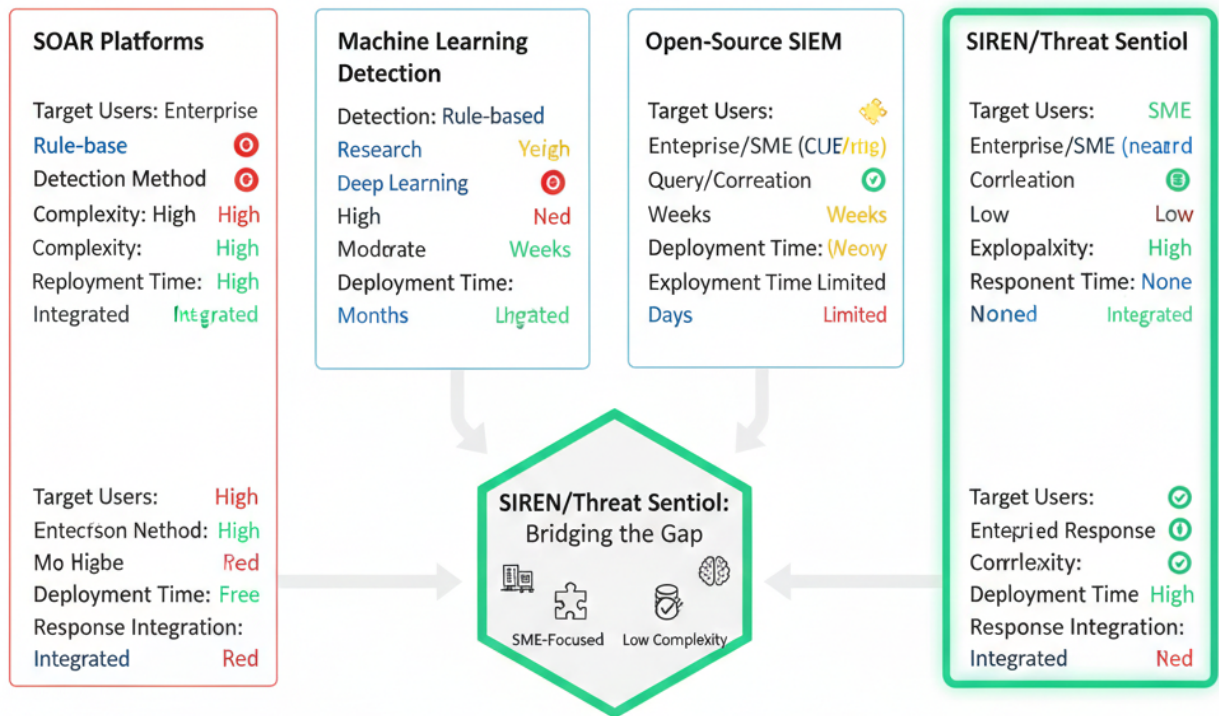 SOAR Platforms
Target Users: Enterprise
Rule-base
Detection Method
Complexity: High High
Complexity: High
Reployment Time: High
Integrated Integrated
Target Users: High
Entecfson Nethod: High
Mo Higbe Red
Deployment Time: Free
Response Integration:
Integrated Red
Machine Learning
Detection
Detection: Rule-based
Research Yeigh
Deep Learning
High Ned
Modcrate Weeks
Deployment Time:
Months Lhgated
Open-Source SIEM
Target Users:
Enteprise/SME (CUE/rtig)
Query/Correation
Weeks Weeks
Deployment Time: (Weovy
Exployment Time Limited
Days Limited
SIREN/Threat Sentiol
Target Users: SME
Enterprise/SME (neaɪrd
Corrleation
Low Low
Explopalxity: High
Responent Time: None
Noned Integrated
Target Users:
Entepried Response
Comrlexity:
Deployment Time High
Response Integration:
Integrated Ned
SIREN/Threat Sentiol:
Bridging the Gap
SME-Focused Low Complexity